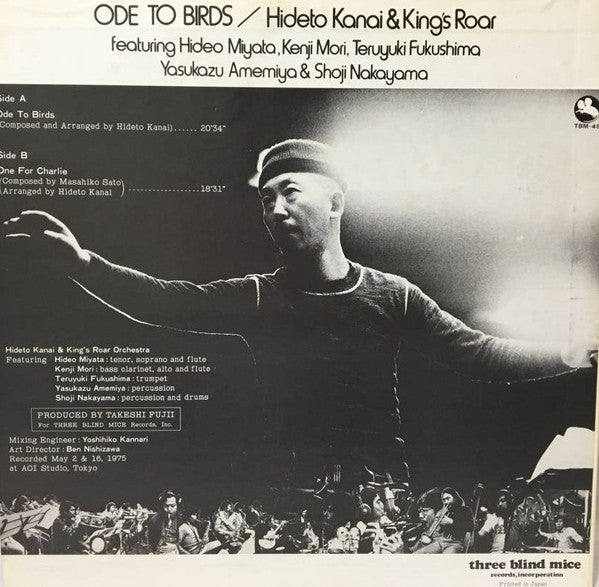 ODE TO BIRDS / Hideto Kanai & King's Roar
featuring Hideo Miyata, Kenji Mori, Teruyuki Fukushima
Yasukazu Amemiya & Shoji Nakayama
Side A
Ode To Birds
(Composed and Arranged by Hideto Kanai)...... 20'34"
TBM-45
Side B
One For Charlie
(Composed by Masahiko Sato)
(Arranged by Hideto Kanai) .................... 18'31"
Hideto Kanai & King's Roar Orchestra
Featuring Hideo Miyata : tenor, soprano and flute
Kenji Mori : bass clarinet, alto and flute
Teruyuki Fukushima : trumpet
Yasukazu Amemiya : percussion
Shoji Nakayama : percussion and drums
PRODUCED BY TAKESHI FUJII
For THREE BLIND MICE Records, Inc.
Mixing Engineer : Yoshihiko Kannari
Art Director : Ben Nishizawa
Recorded May 2 & 16, 1975
at AOI Studio, Tokyo
three blind mice
records, incorporation
Printed in Japan